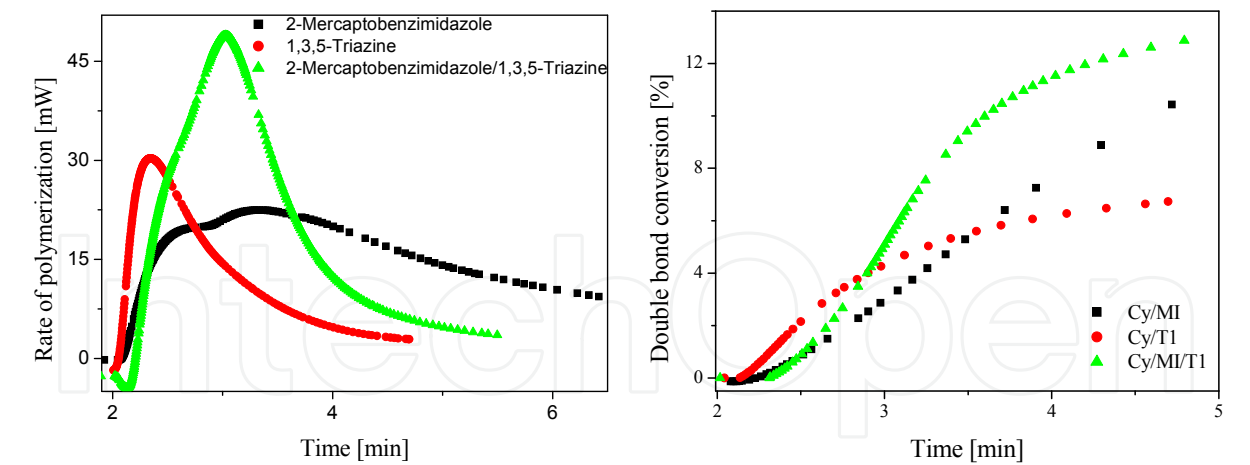 2-Mercaptobenzimidazole
1,3,5-Triazine
2-Mercaptobenzimidazole/1,3,5-Triazine
Rate of polymerization [mW]
45
30
15
0
2
4
6
Time [min]
Double bond conversion [%]
12
8
4
0
Cy/MI
Cy/T1
Cy/MI/T1
2
3
4
5
Time [min]
IntechOpen